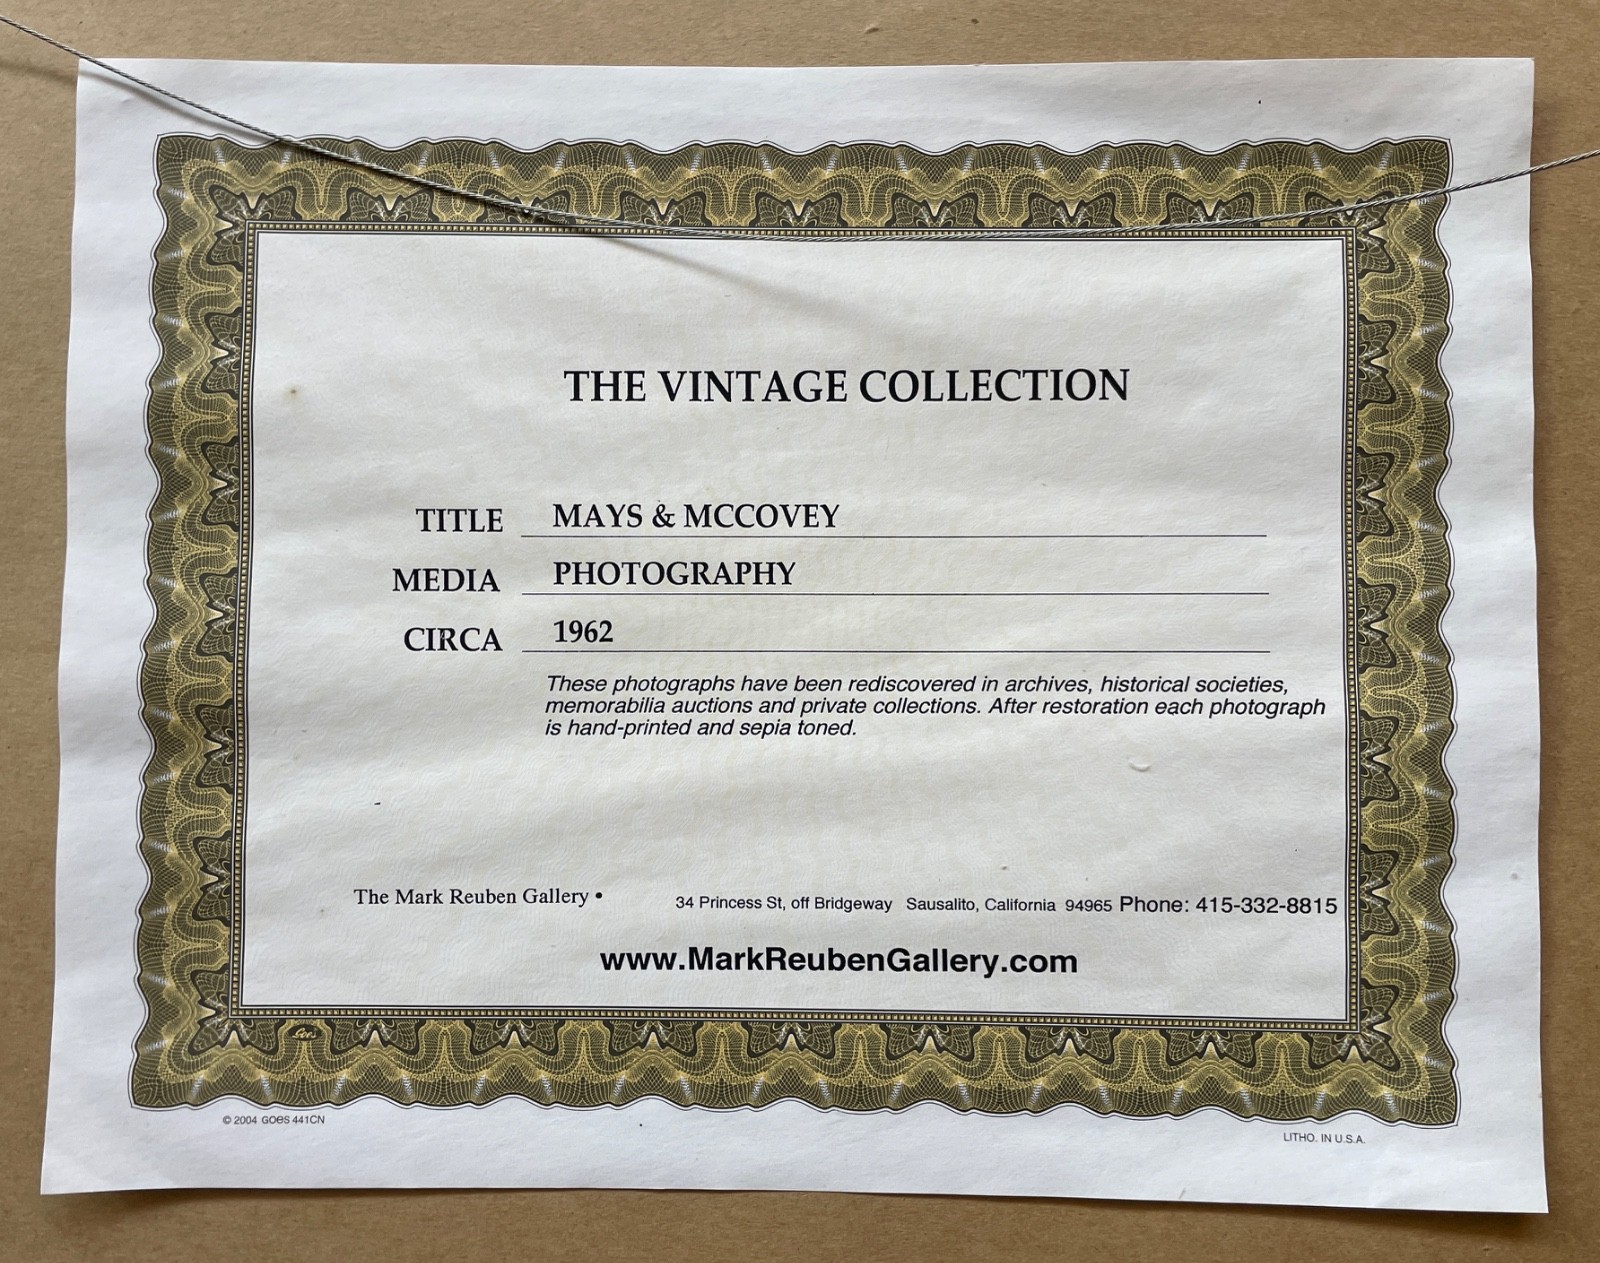 THE VINTAGE COLLECTION
TITLE MAYS & MCCOVEY
MEDIA PHOTOGRAPHY
CIRCA 1962
These photographs have been rediscovered in archives, historical societies,
memorabilia auctions and private collections. After restoration each photograph
is hand-printed and sepia toned.
The Mark Reuben Gallery • 34 Princess St, off Bridgeway Sausalito, California 94965 Phone: 415-332-8815
www.MarkReubenGallery.com
Goes
© 2004 GOES 441CN
LITHO. IN U.S.A.